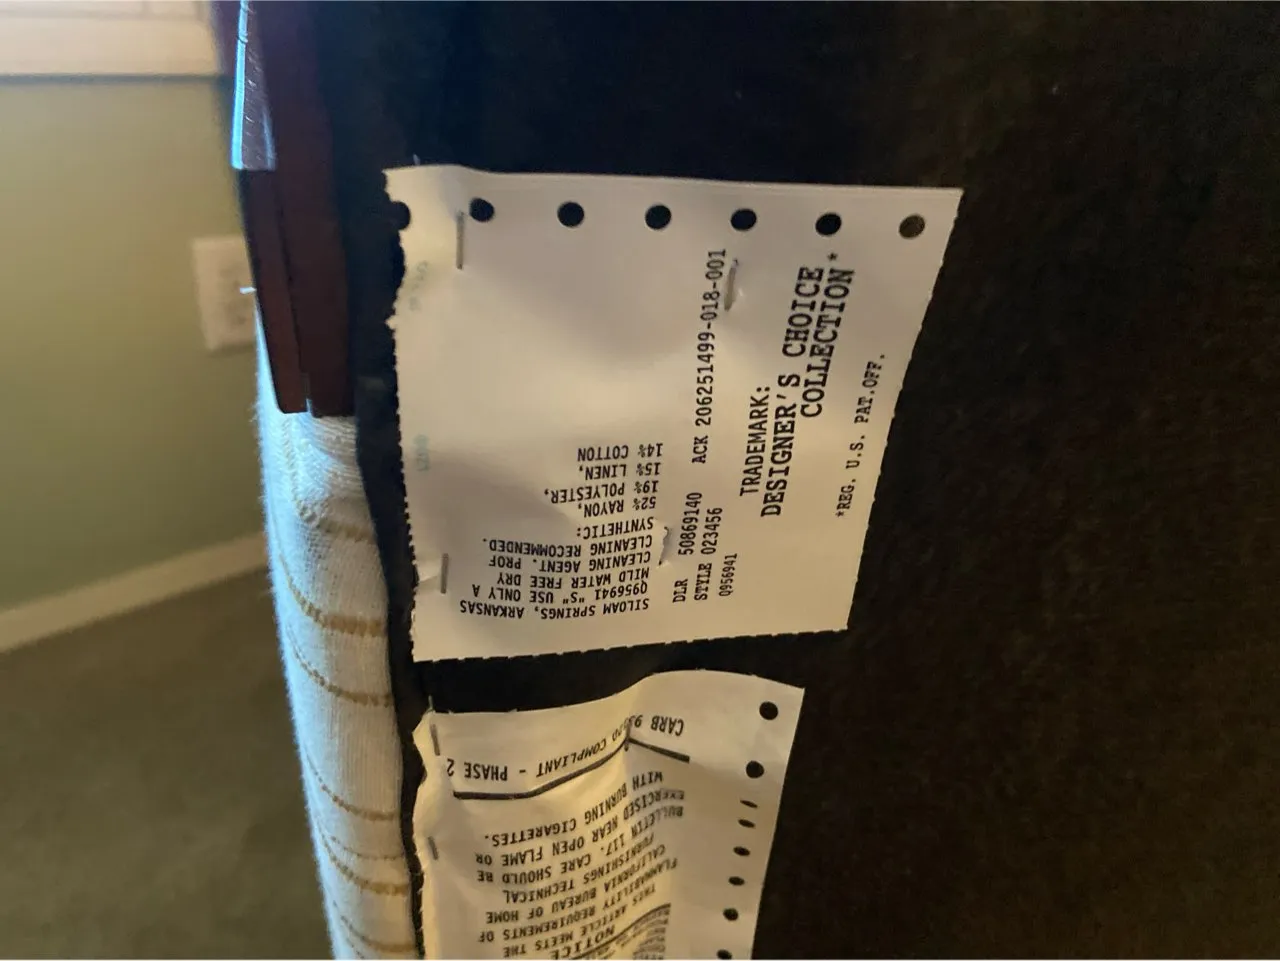 TRADEMARK:
DESIGNER'S CHOICE
COLLECTION*
*REG. U.S. PAT.OFF.
DLR 50869140 ACK 206251499-018-001
STYLE 023456
Q956941
SILOAM SPRINGS, ARKANSAS
Q956941 "S" USE ONLY A
MILD WATER FREE DRY
CLEANING AGENT. PROF
CLEANING RECOMMENDED.
SYNTHETIC:
52% RAYON,
19% POLYESTER,
15% LINEN,
14% COTTON
NOTICE
THIS ARTICLE MEETS THE
FLAMMABILITY REQUIREMENTS OF
CALIFORNIA BUREAU OF HOME
FURNISHINGS TECHNICAL
BULLETIN 117. CARE SHOULD BE
EXERCISED NEAR OPEN FLAME OR
WITH BURNING CIGARETTES.
CARB COMPLIANT - PHASE 2